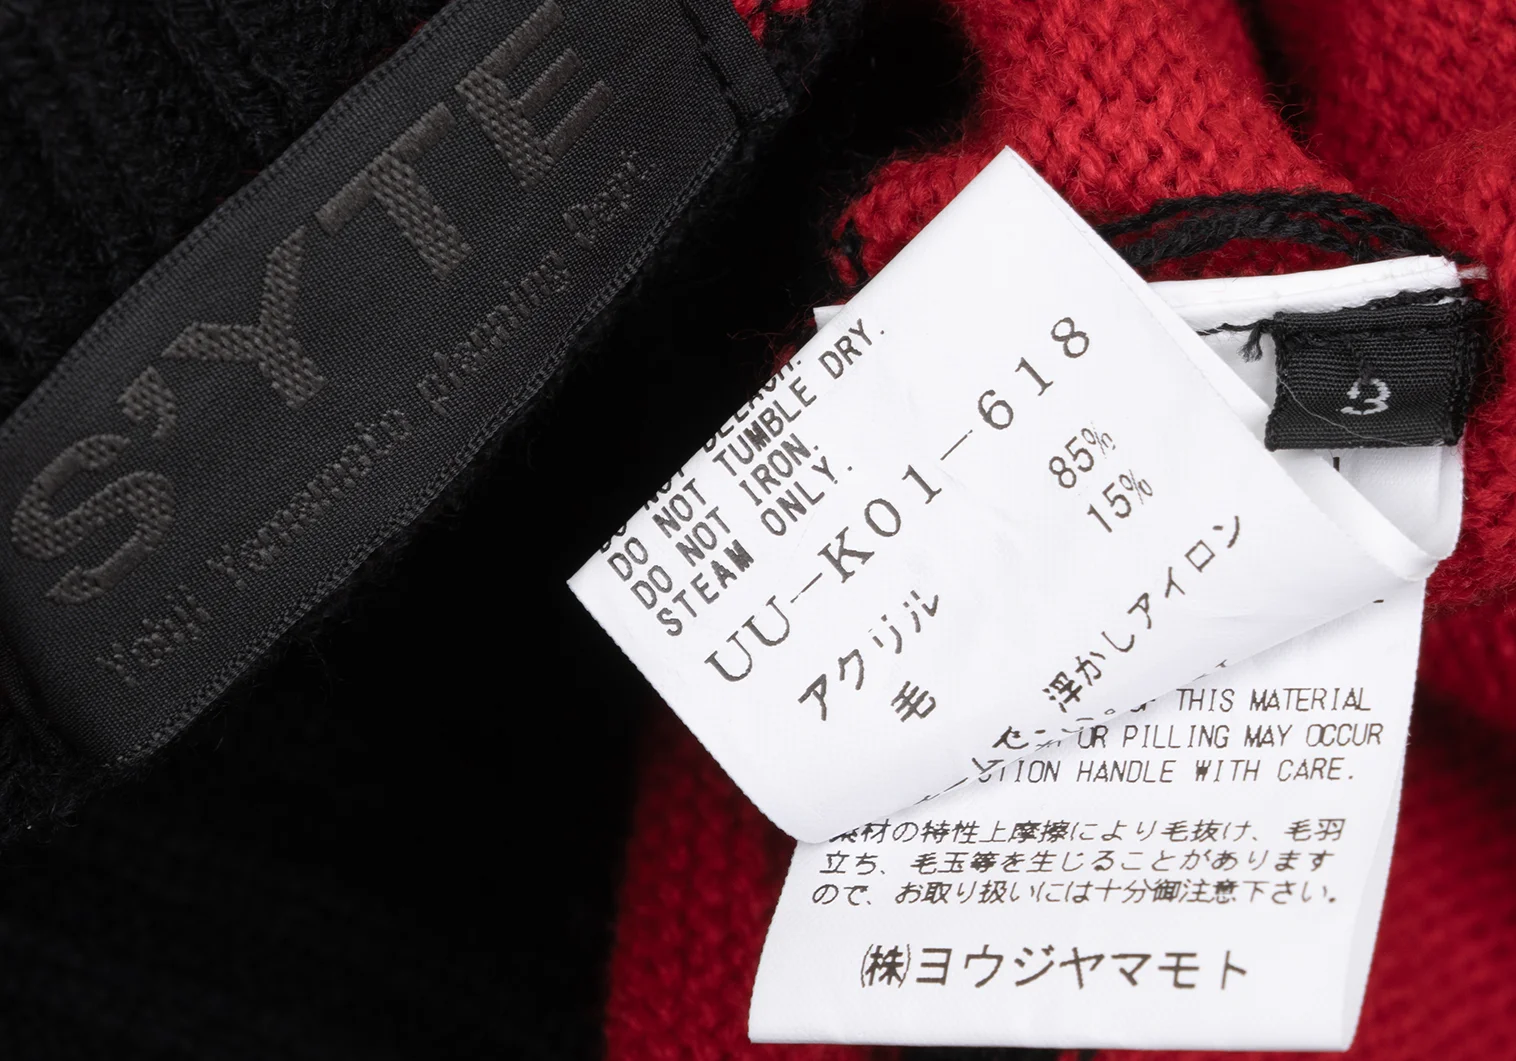 S'YTE
Yohji Yamamoto planning Dept
3
DO NOT BLEACH.
DO NOT TUMBLE DRY.
DO NOT IRON.
STEAM ONLY.
UU-K01-618
アクリル 85%
毛 15%
浮かしアイロン
THIS MATERIAL
OR PILLING MAY OCCUR
HANDLE WITH CARE.
素材の特性上摩擦により毛抜け、毛羽
立ち、毛玉等を生じることがあります
ので、お取り扱いには十分御注意下さい。
(株)ヨウジヤマモト